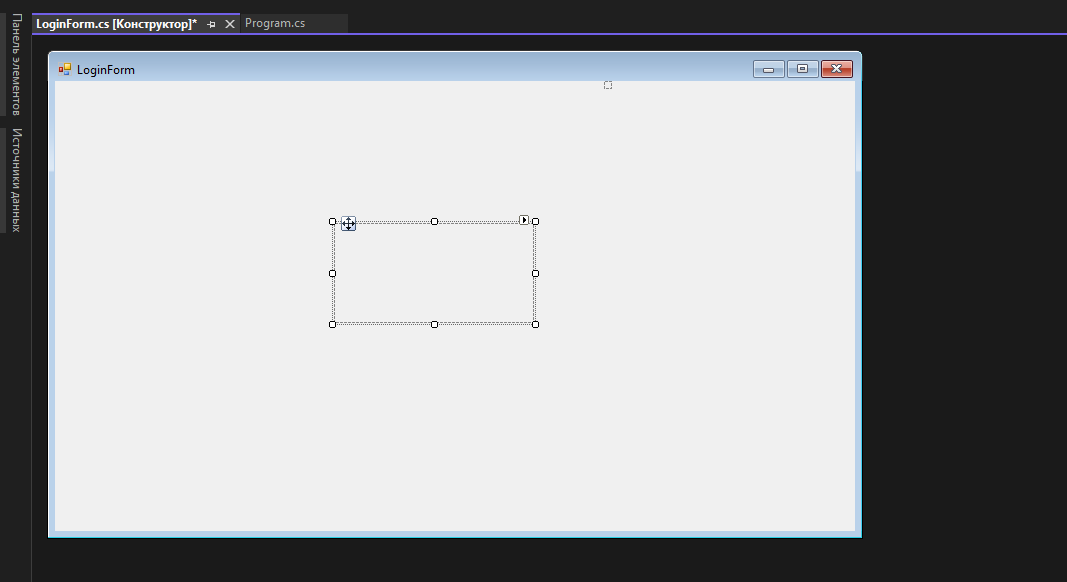 LoginForm.cs [Конструктор]*
Program.cs
Панель элементов
Источники данных
LoginForm